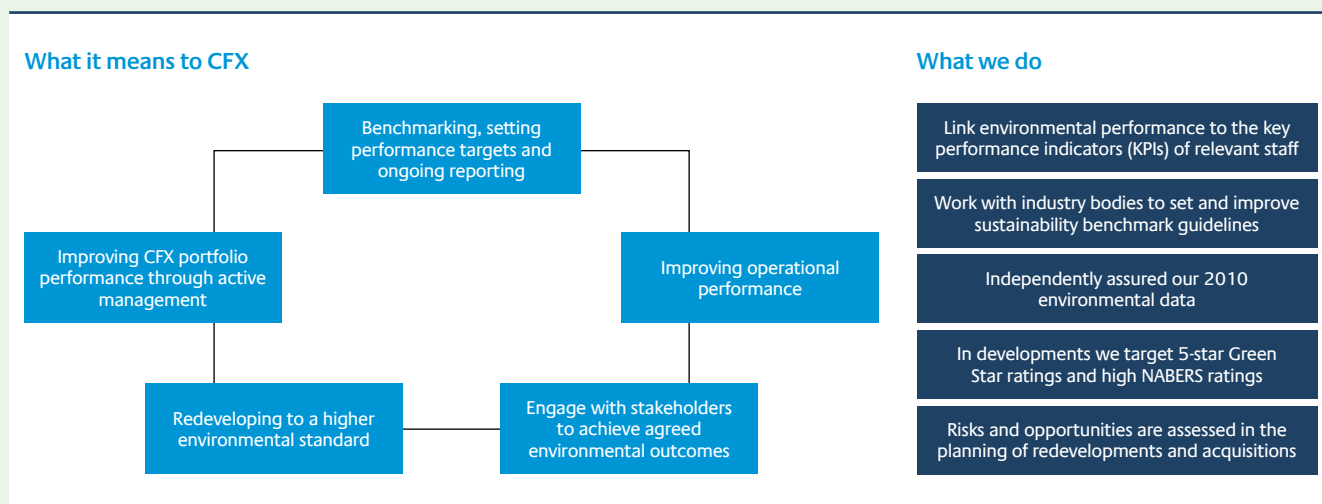 What it means to CFX
Benchmarking, setting
performance targets and
ongoing reporting
Improving CFX portfolio
performance through active
management
Improving operational
performance
Redeveloping to a higher
environmental standard
Engage with stakeholders
to achieve agreed
environmental outcomes
What we do
Link environmental performance to the key
performance indicators (KPIs) of relevant staff
Work with industry bodies to set and improve
sustainability benchmark guidelines
Independently assured our 2010
environmental data
In developments we target 5-star Green
Star ratings and high NABERS ratings
Risks and opportunities are assessed in the
planning of redevelopments and acquisitions